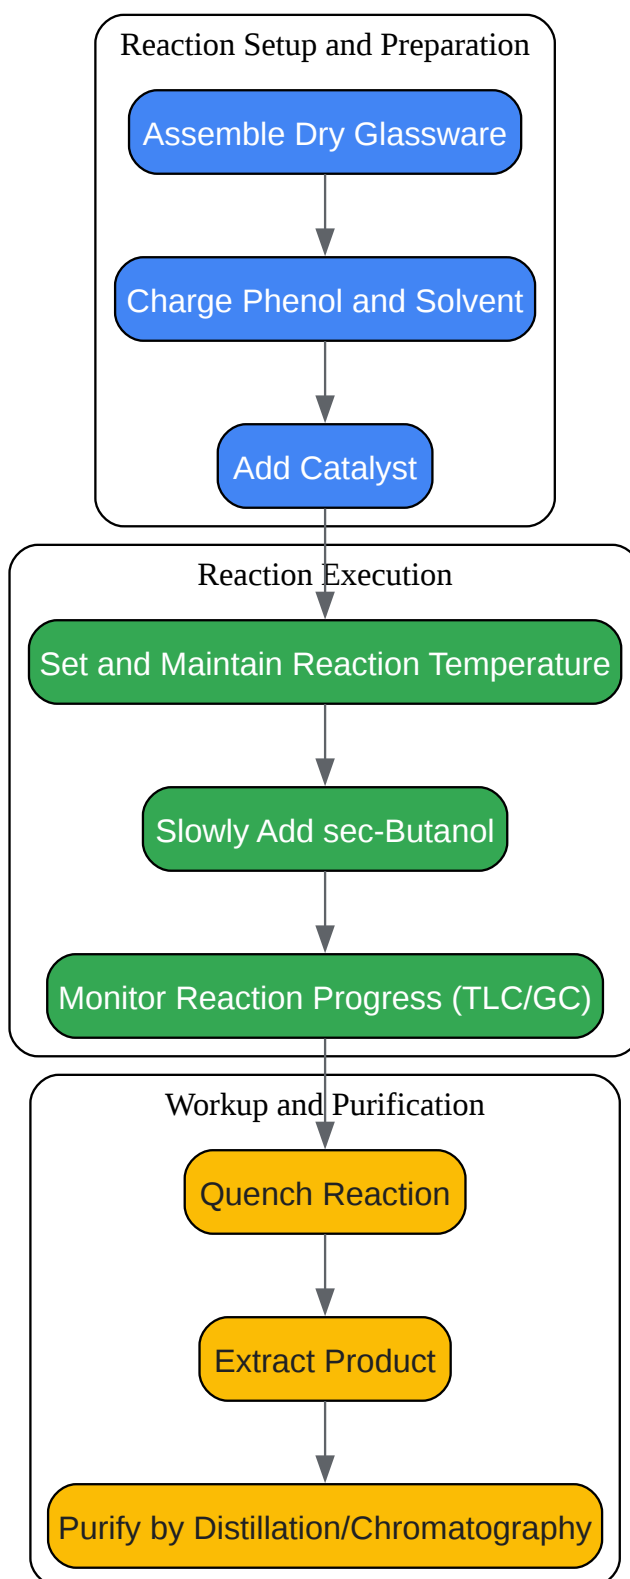 Reaction Setup and Preparation
Assemble Dry Glassware
Charge Phenol and Solvent
Add Catalyst
Reaction Execution
Set and Maintain Reaction Temperature
Slowly Add sec-Butanol
Monitor Reaction Progress (TLC/GC)
Workup and Purification
Quench Reaction
Extract Product
Purify by Distillation/Chromatography